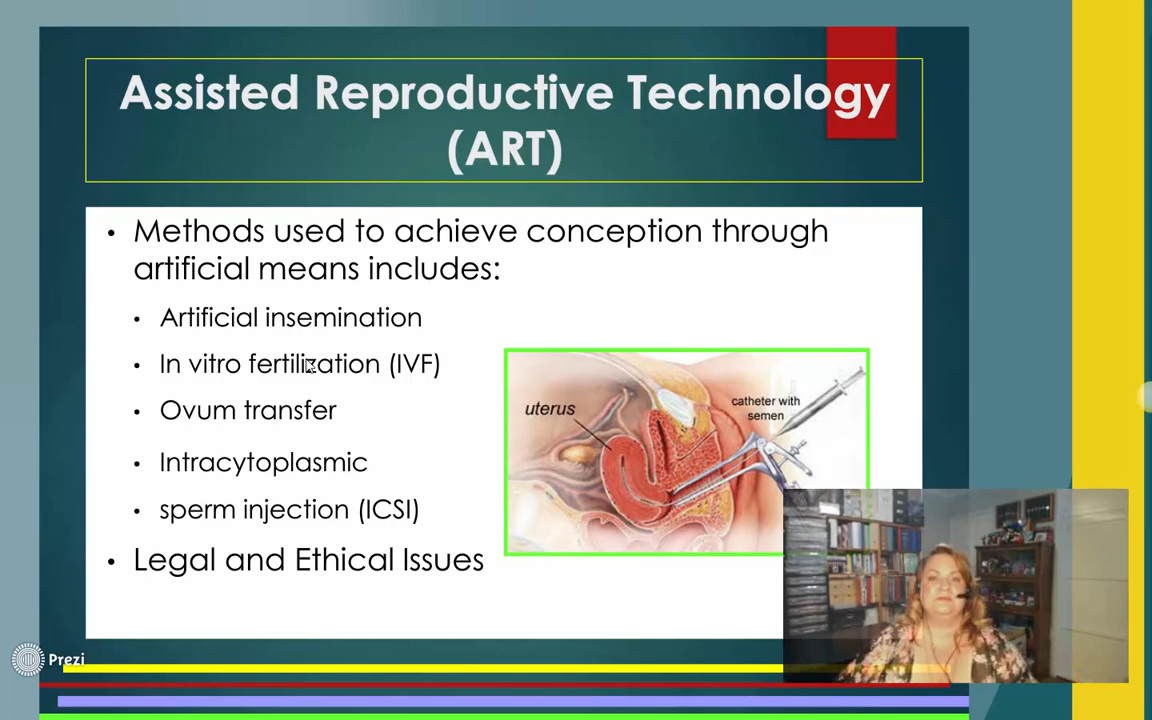 Assisted Reproductive Technology
(ART)
• Methods used to achieve conception through
artificial means includes:
• Artificial insemination
• In vitro fertilization (IVF)
• Ovum transfer
• Intracytoplasmic
• sperm injection (ICSI)
• Legal and Ethical Issues
uterus
catheter with
semen
Prezi